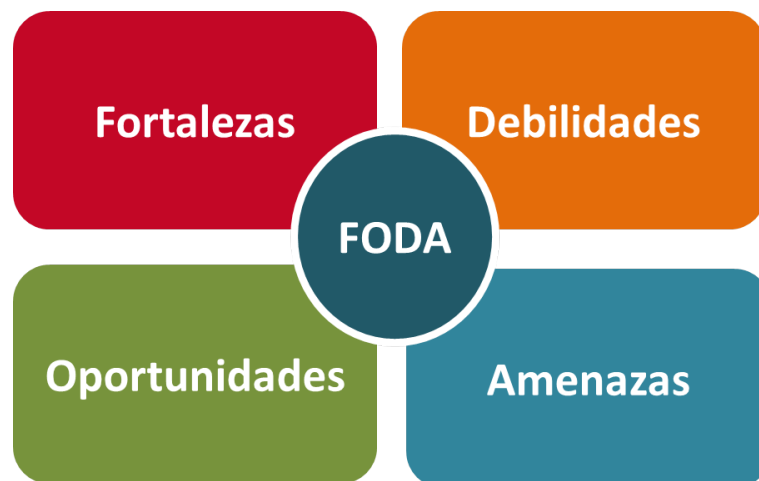 Fortalezas
Debilidades
FODA
Oportunidades
Amenazas